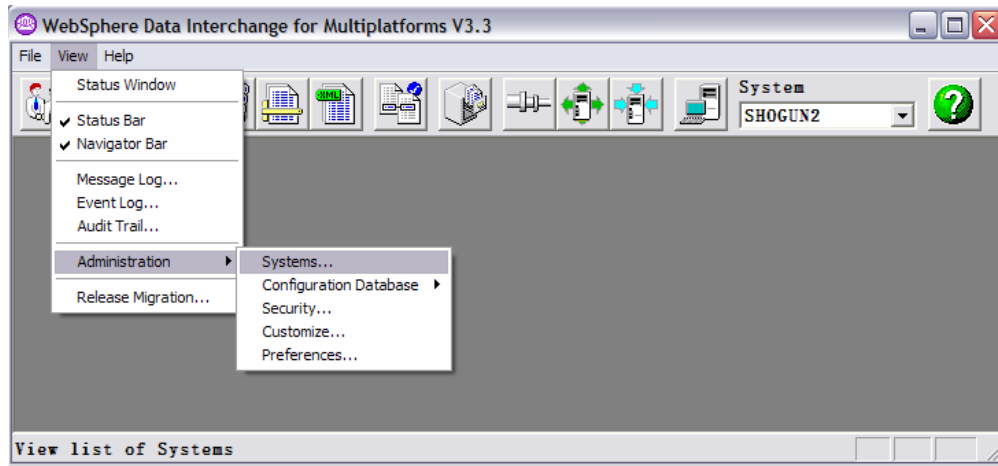 WebSphere Data Interchange for Multiplatforms V3.3
File View Help
Status Window
Status Bar
Navigator Bar
Message Log...
Event Log...
Audit Trail...
Administration
Release Migration...
Systems...
Configuration Database
Security...
Customize...
Preferences...
XML
System
SHOGUN2
?
View list of Systems